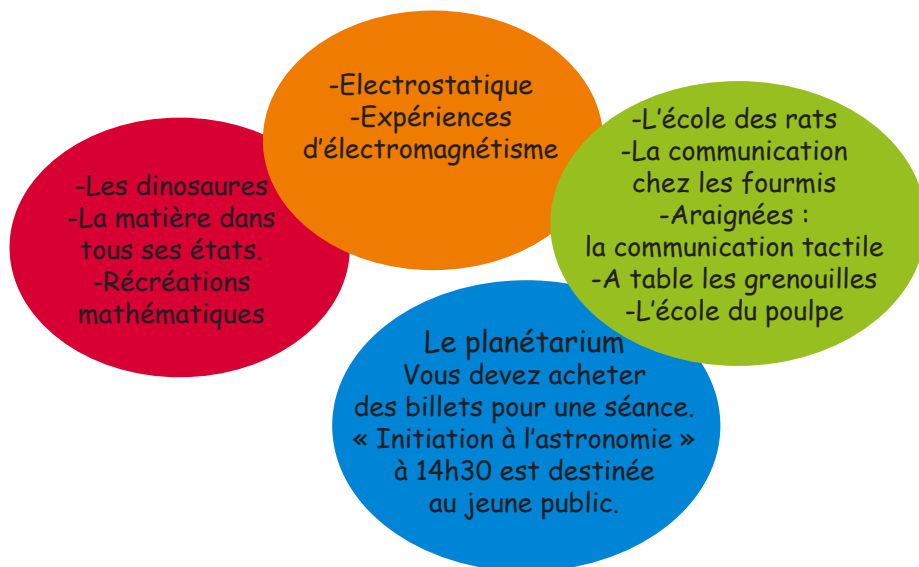 -Les dinosaures
-La matière dans
tous ses états.
-Récréations
mathématiques
-Electrostatique
-Expériences
d'électromagnétisme
-L'école des rats
-La communication
chez les fourmis
-Araignées :
la communication tactile
-A table les grenouilles
-L'école du poulpe
Le planétarium
Vous devez acheter
des billets pour une séance.
« Initiation à l'astronomie »
à 14h30 est destinée
au jeune public.